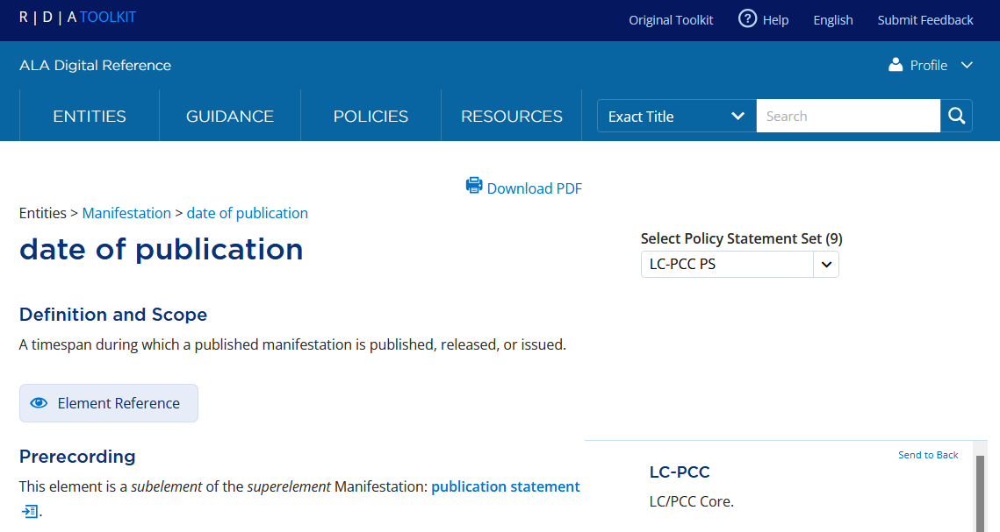 R | D | A TOOLKIT
Original Toolkit
? Help
English
Submit Feedback
ALA Digital Reference
Profile
ENTITIES
GUIDANCE
POLICIES
RESOURCES
Exact Title
Search
Download PDF
Entities > Manifestation > date of publication
date of publication
Select Policy Statement Set (9)
LC-PCC PS
Definition and Scope
A timespan during which a published manifestation is published, released, or issued.
Element Reference
Prerecording
This element is a subelement of the superelement Manifestation: publication statement
.
Send to Back
LC-PCC
LC/PCC Core.